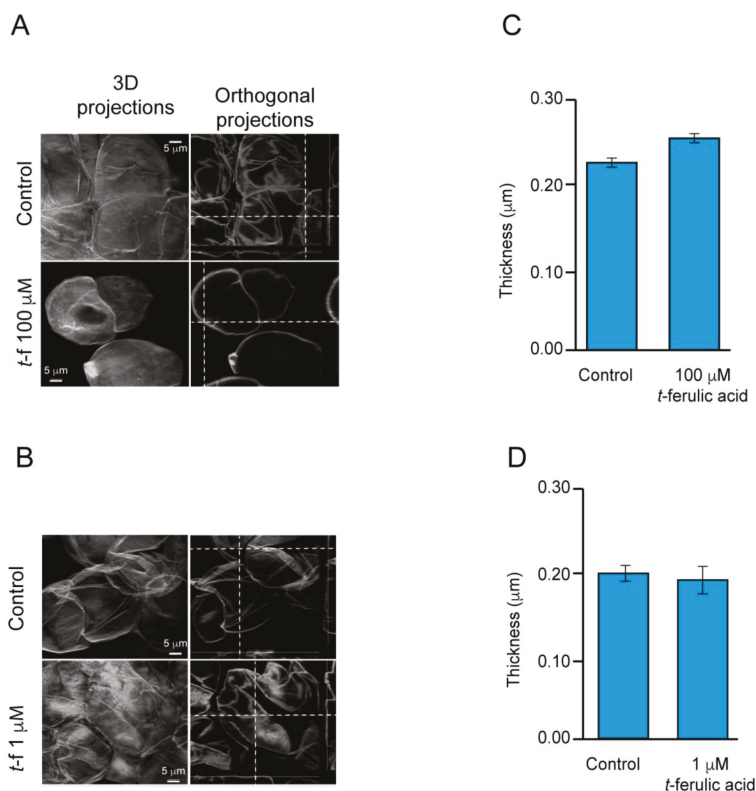 A
3D
projections
Orthogonal
projections
Control
5 μm
t-f 100 μM
5 μm
B
Control
5 μm
t-f 1 μM
5 μm
C
Thickness (μm)
0.30
0.20
0.10
0.00
Control
100 μM
t-ferulic acid
D
Thickness (μm)
0.30
0.20
0.10
0.00
Control
1 μM
t-ferulic acid